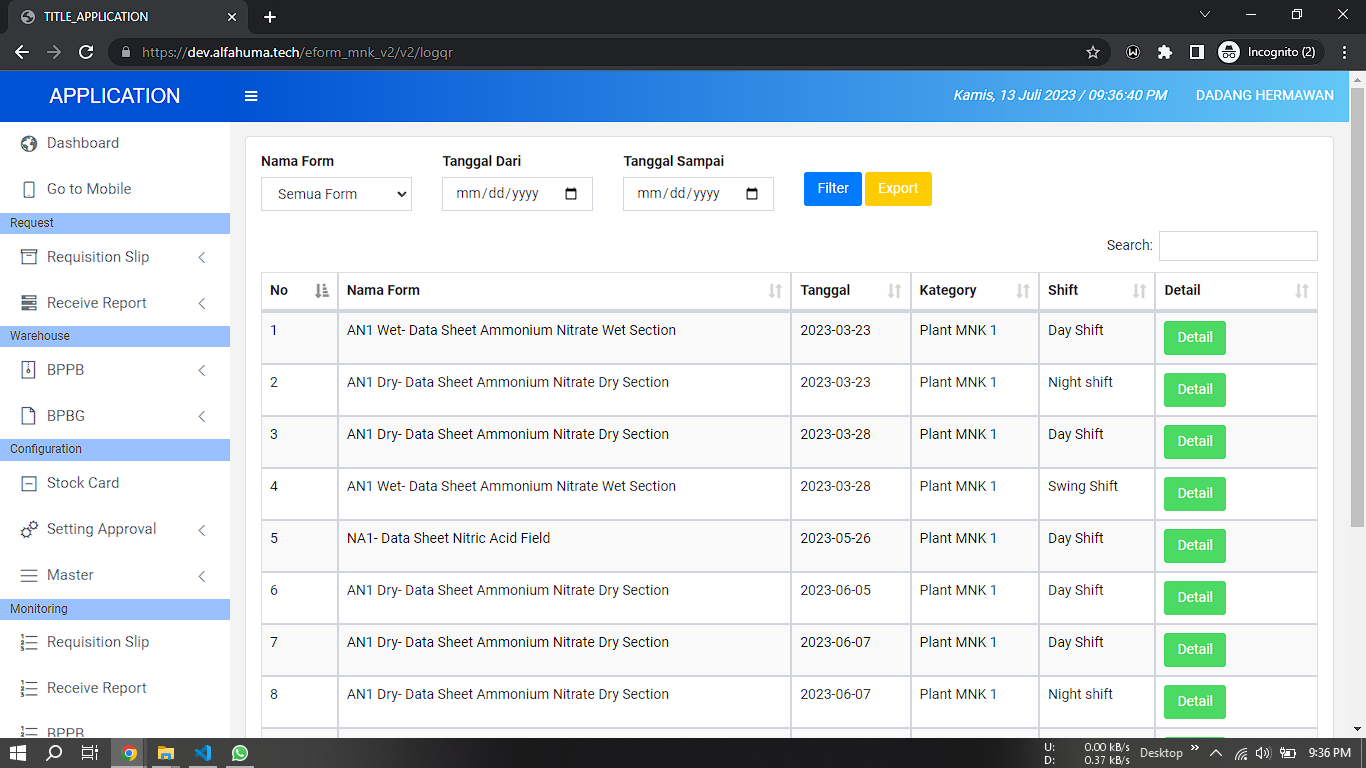 TITLE_APPLICATION
https://dev.alfahuma.tech/eform_mnk_v2/v2/logqr
Incognito (2)
APPLICATION
Kamis, 13 Juli 2023 / 09:36:40 PM
DADANG HERMAWAN
Dashboard
Go to Mobile
Request
Requisition Slip
Receive Report
Warehouse
BPPB
BPBG
Configuration
Stock Card
Setting Approval
Master
Monitoring
Requisition Slip
Receive Report
BPPB
Nama Form Tanggal Dari Tanggal Sampai
Semua Form mm/dd/yyyy mm/dd/yyyy Filter Export
Search:
No Nama Form Tanggal Kategory Shift Detail
1 AN1 Wet- Data Sheet Ammonium Nitrate Wet Section 2023-03-23 Plant MNK 1 Day Shift Detail
2 AN1 Dry- Data Sheet Ammonium Nitrate Dry Section 2023-03-23 Plant MNK 1 Night shift Detail
3 AN1 Dry- Data Sheet Ammonium Nitrate Dry Section 2023-03-28 Plant MNK 1 Day Shift Detail
4 AN1 Wet- Data Sheet Ammonium Nitrate Wet Section 2023-03-28 Plant MNK 1 Swing Shift Detail
5 NA1- Data Sheet Nitric Acid Field 2023-05-26 Plant MNK 1 Day Shift Detail
6 AN1 Dry- Data Sheet Ammonium Nitrate Dry Section 2023-06-05 Plant MNK 1 Day Shift Detail
7 AN1 Dry- Data Sheet Ammonium Nitrate Dry Section 2023-06-07 Plant MNK 1 Day Shift Detail
8 AN1 Dry- Data Sheet Ammonium Nitrate Dry Section 2023-06-07 Plant MNK 1 Night shift Detail
U: 0.00 kB/s
D: 0.37 kB/s
Desktop
9:36 PM